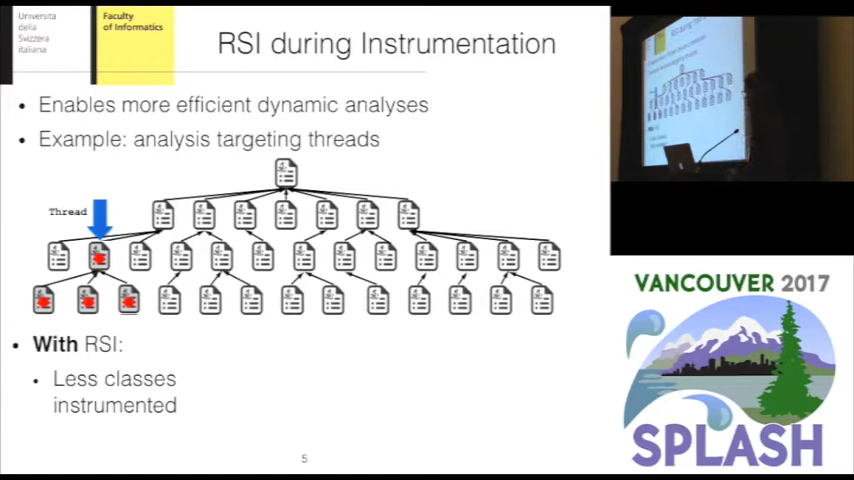 Università
della
Svizzera
italiana
Faculty
of Informatics
RSI during Instrumentation
• Enables more efficient dynamic analyses
• Example: analysis targeting threads
Thread
• With RSI:
• Less classes
instrumented
5
VANCOUVER 2017
SPLASH